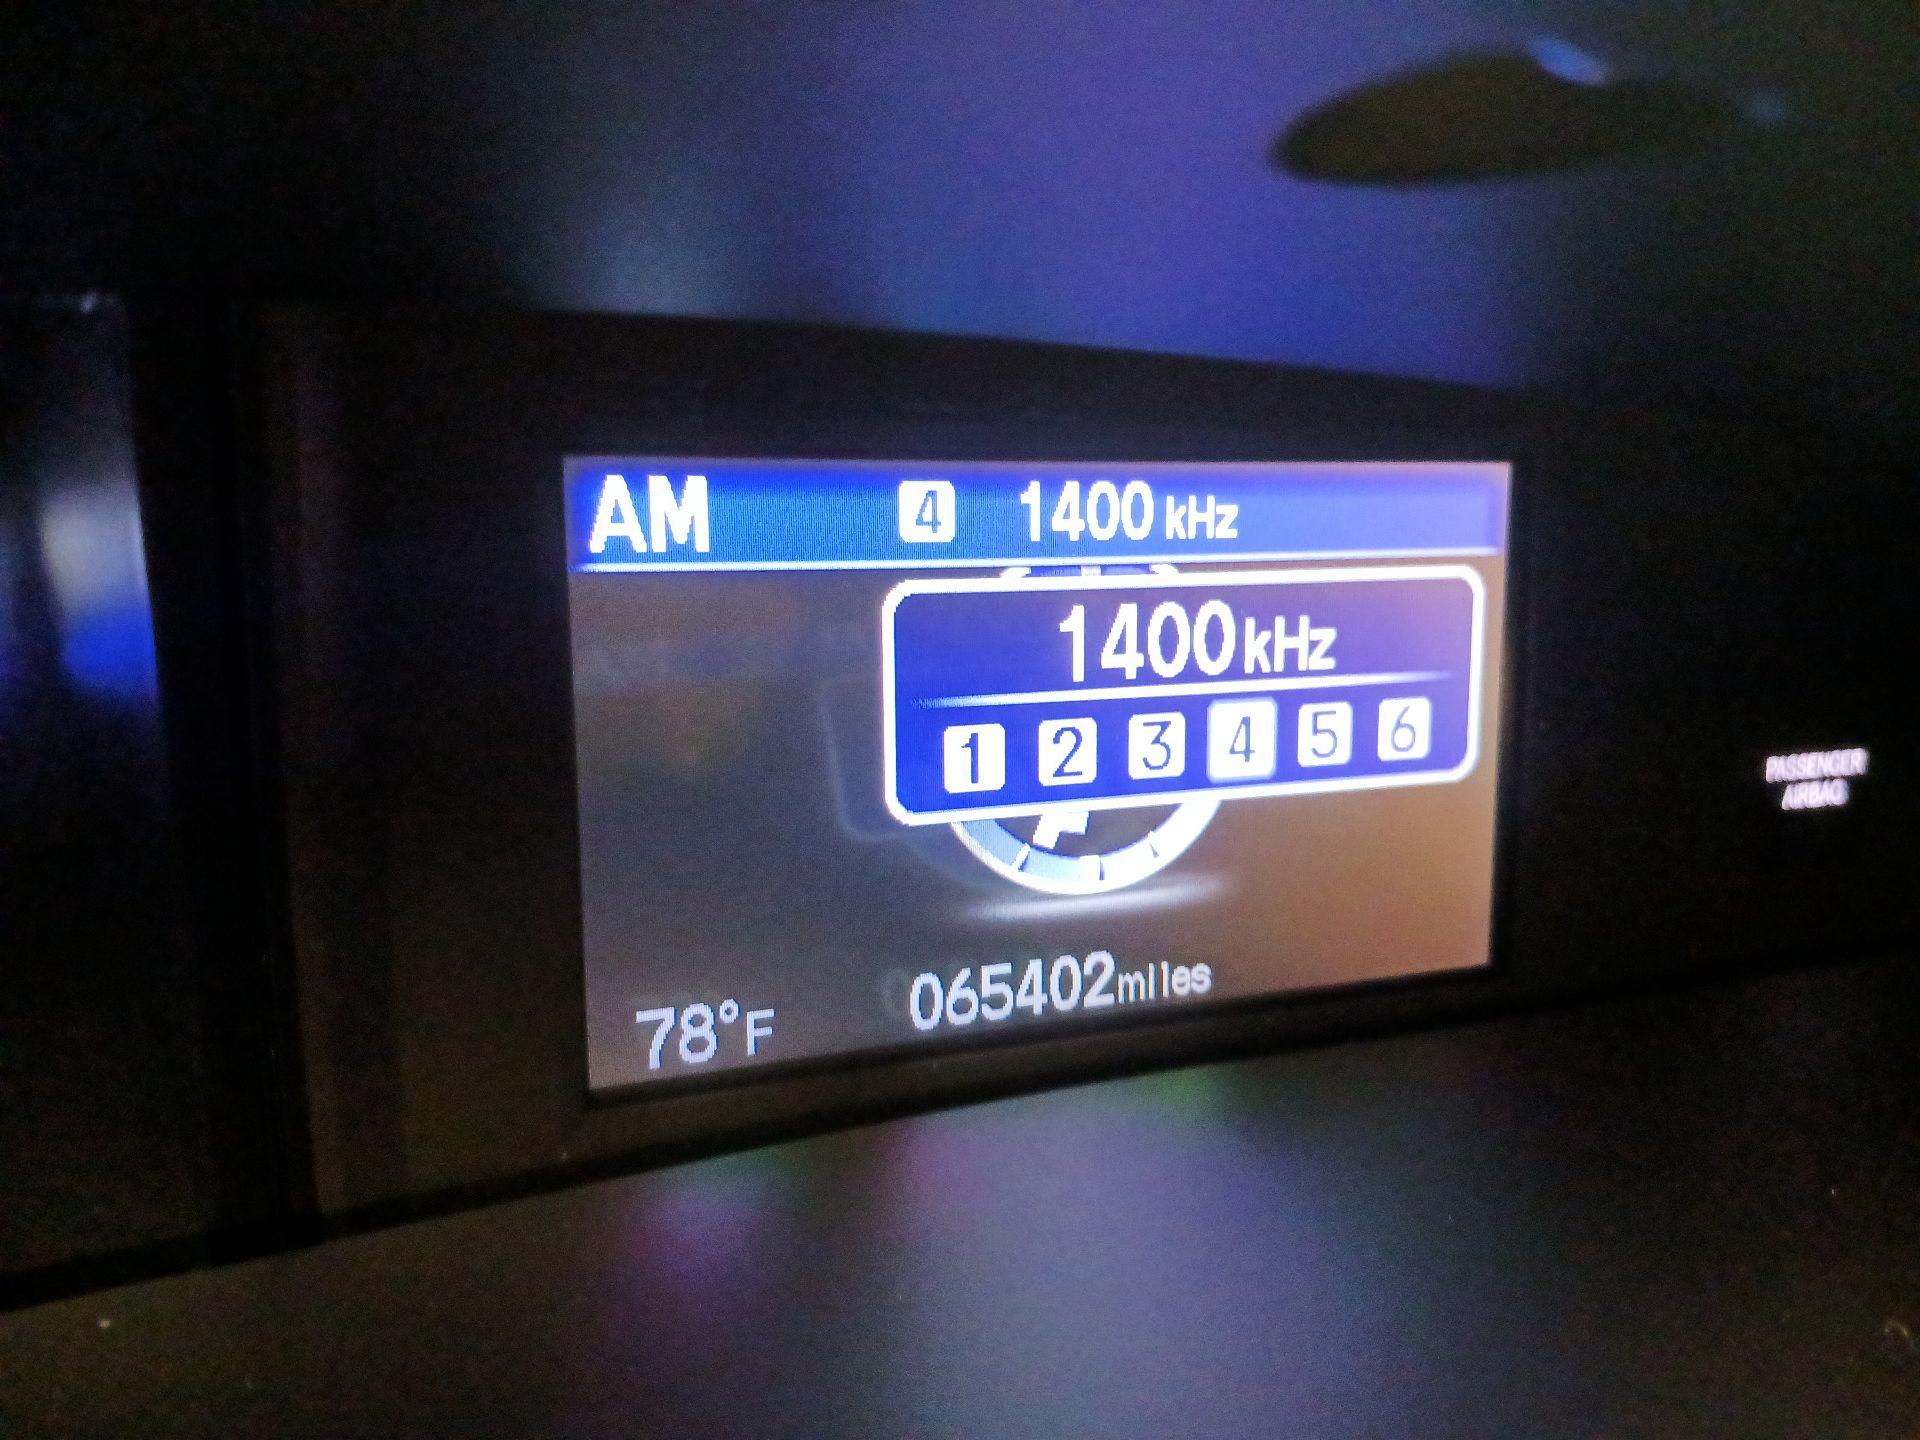 AM 4 1400 kHz
1400kHz
1 2 3 4 5 6
78°F 065402miles
PASSENGER
AIRBAG